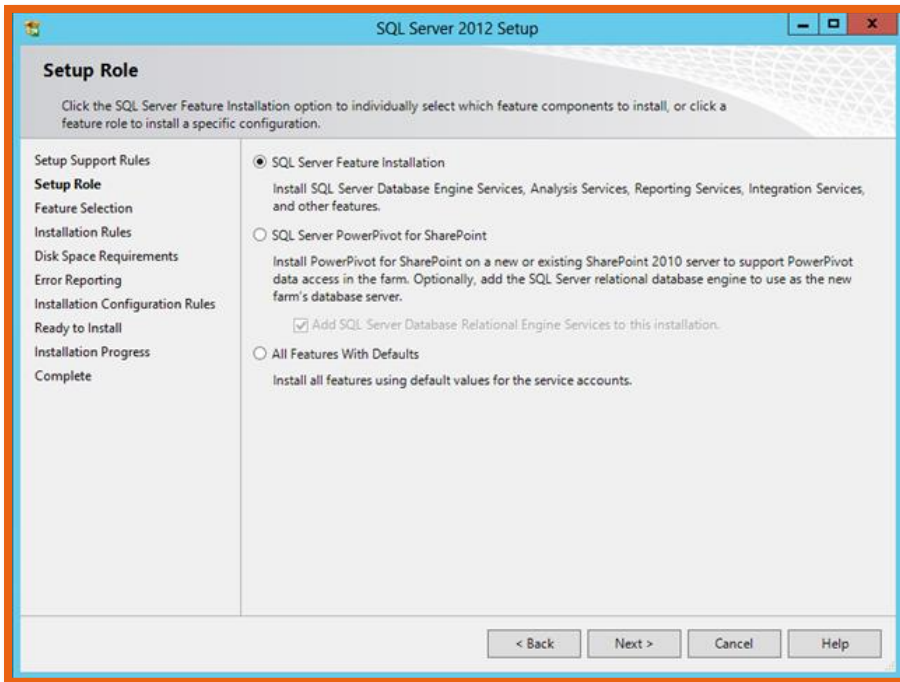 SQL Server 2012 Setup
Setup Role
Click the SQL Server Feature Installation option to individually select which feature components to install, or click a
feature role to install a specific configuration.
Setup Support Rules
Setup Role
Feature Selection
Installation Rules
Disk Space Requirements
Error Reporting
Installation Configuration Rules
Ready to Install
Installation Progress
Complete
SQL Server Feature Installation
Install SQL Server Database Engine Services, Analysis Services, Reporting Services, Integration Services,
and other features.
SQL Server PowerPivot for SharePoint
Install PowerPivot for SharePoint on a new or existing SharePoint 2010 server to support PowerPivot
data access in the farm. Optionally, add the SQL Server relational database engine to use as the new
farm's database server.
Add SQL Server Database Relational Engine Services to this installation.
All Features With Defaults
Install all features using default values for the service accounts.
< Back
Next >
Cancel
Help